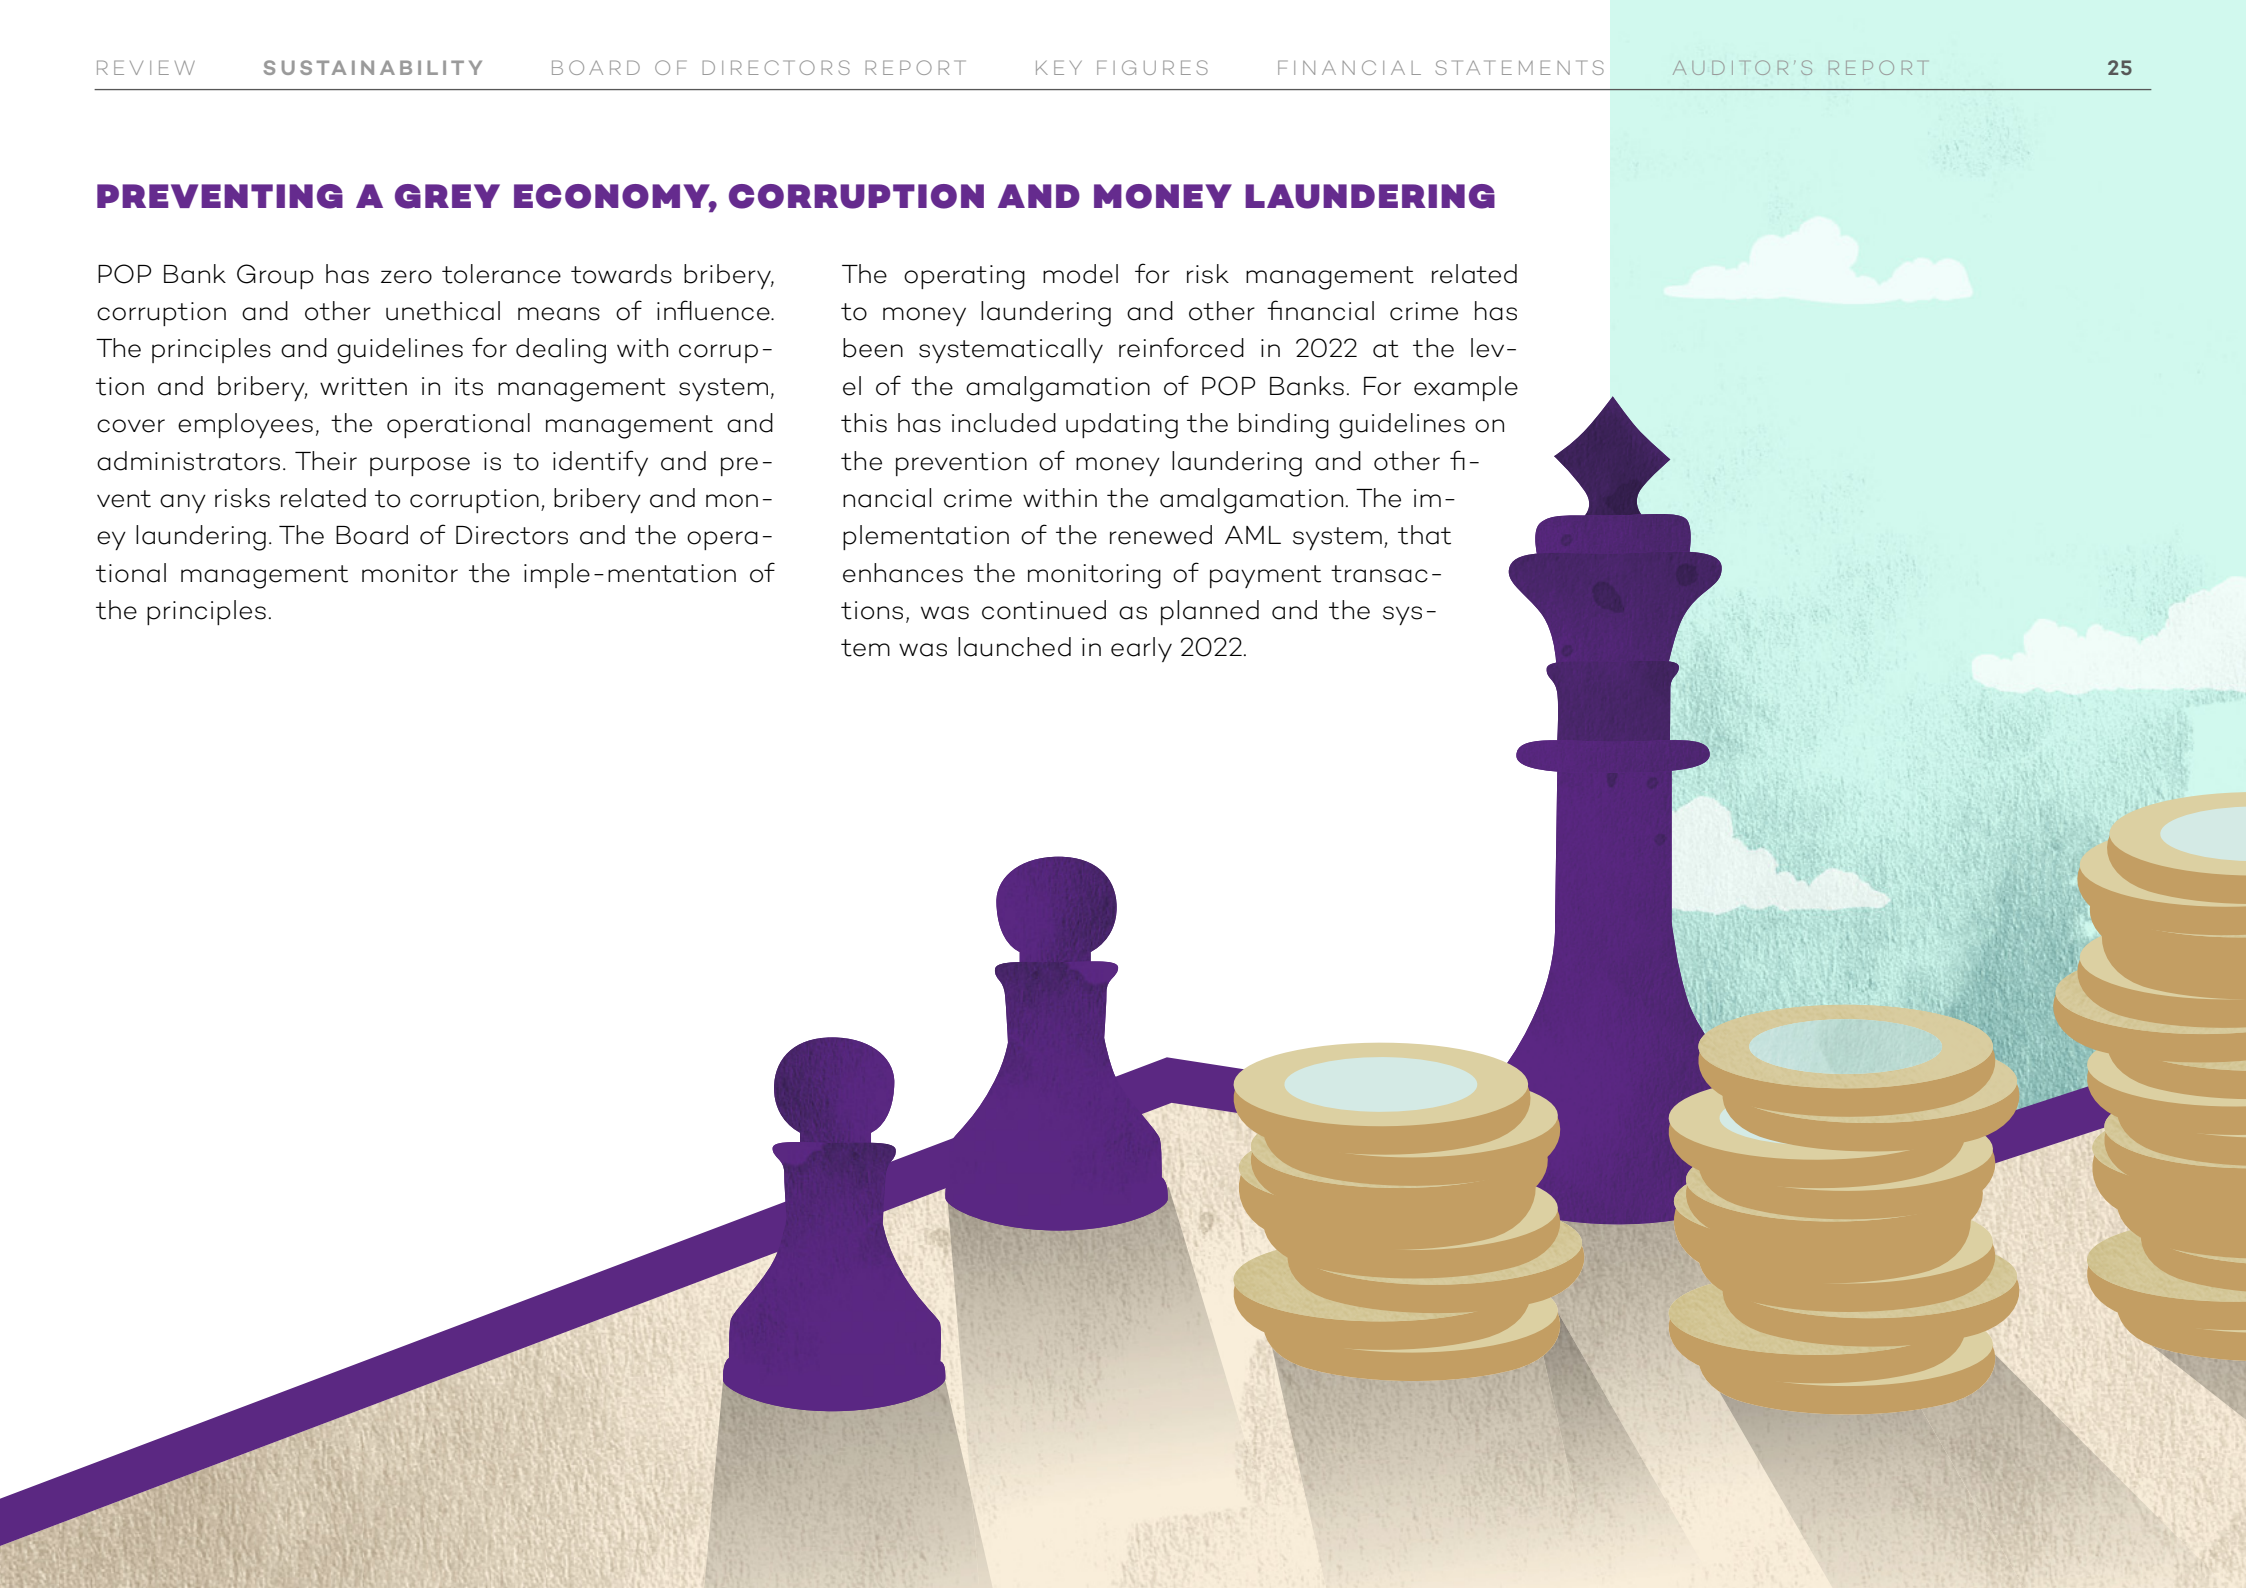 REVIEW SUSTAINABILITY BOARD OF DIRECTORS REPORT KEY FIGURES FINANCIAL STATEMENTS AUDITOR'S REPORT 25
PREVENTING A GREY ECONOMY, CORRUPTION AND MONEY LAUNDERING
POP Bank Group has zero tolerance towards bribery,
corruption and other unethical means of influence.
The principles and guidelines for dealing with corrup-
tion and bribery, written in its management system,
cover employees, the operational management and
administrators. Their purpose is to identify and pre-
vent any risks related to corruption, bribery and mon-
ey laundering. The Board of Directors and the opera-
tional management monitor the imple-mentation of
the principles.
The operating model for risk management related
to money laundering and other financial crime has
been systematically reinforced in 2022 at the lev-
el of the amalgamation of POP Banks. For example
this has included updating the binding guidelines on
the prevention of money laundering and other fi-
nancial crime within the amalgamation. The im-
plementation of the renewed AML system, that
enhances the monitoring of payment transac-
tions, was continued as planned and the sys-
tem was launched in early 2022.